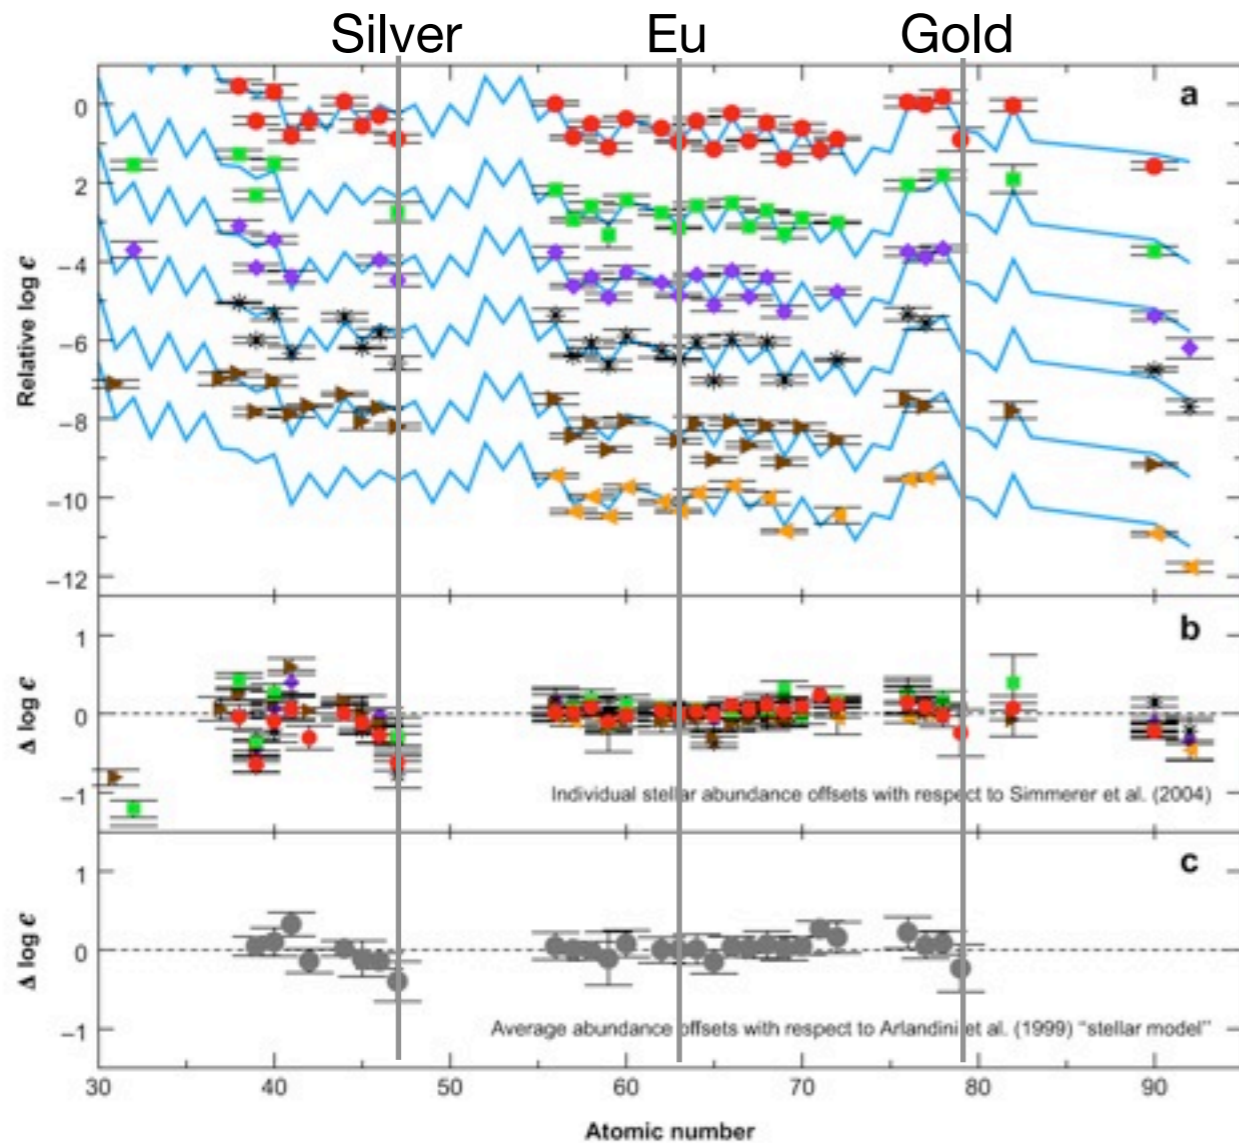 Silver Eu Gold
a
0
2
−4
−6
−8
−10
−12
Relative log ϵ
b
1
0
−1
Δ log ϵ
Individual stellar abundance offsets with respect to Simmerer et al. (2004)
c
1
0
−1
Δ log ϵ
Average abundance offsets with respect to Arlandini et al. (1999) "stellar model"
30 40 50 60 70 80 90
Atomic number